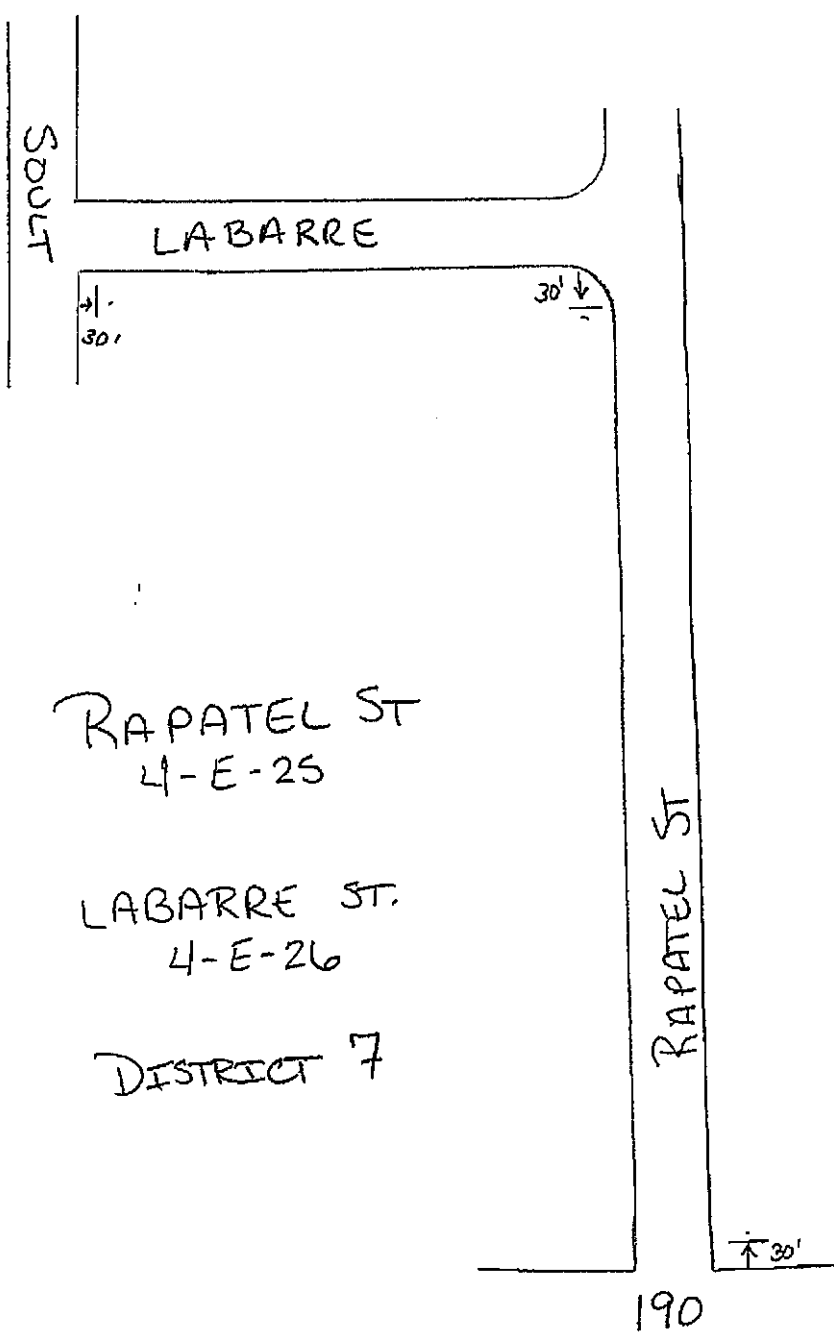 SOULT
LABARRE
30'
30'
RAPATEL ST
4-E-25
LABARRE ST.
4-E-26
DISTRICT 7
RAPATEL ST
30'
190